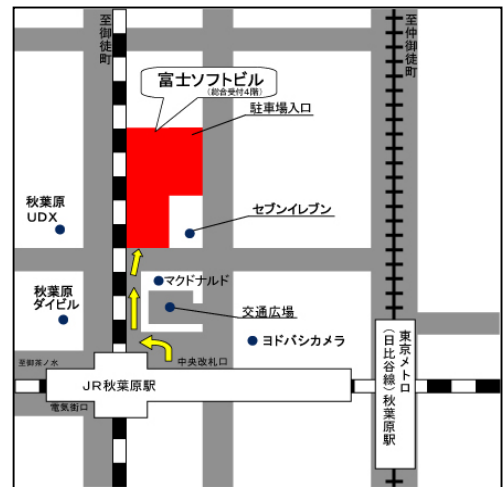 至御徒町
至仲御徒町
富士ソフトビル
(総合受付4階)
駐車場入口
秋葉原
UDX
セブンイレブン
マクドナルド
秋葉原
ダイビル
交通広場
ヨドバシカメラ
至御茶ノ水
中央改札口
JR秋葉原駅
電気街口
東京メトロ
(日比谷線)秋葉原駅